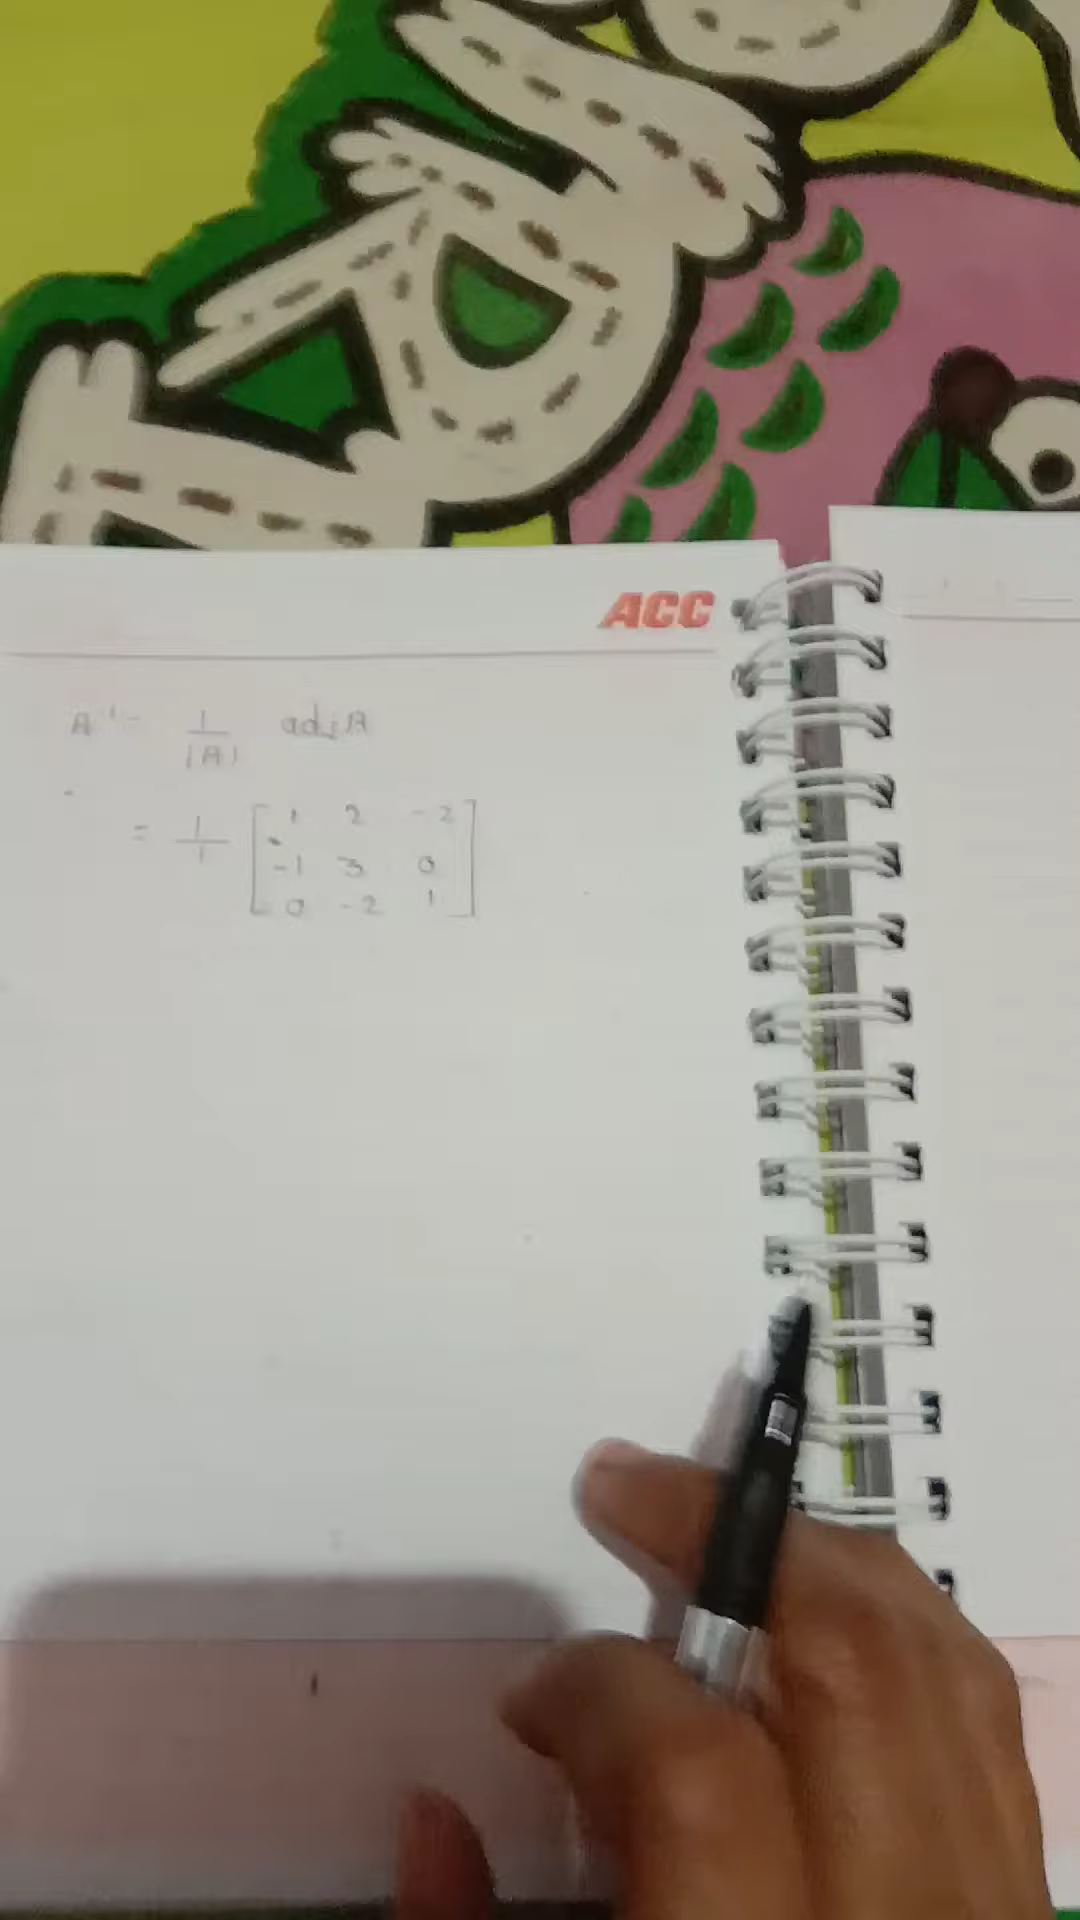 ACC
A⁻¹ = 1/|A| adj A
= 1/1 [ 1 2 -2
-1 3 0
0 -2 1 ]